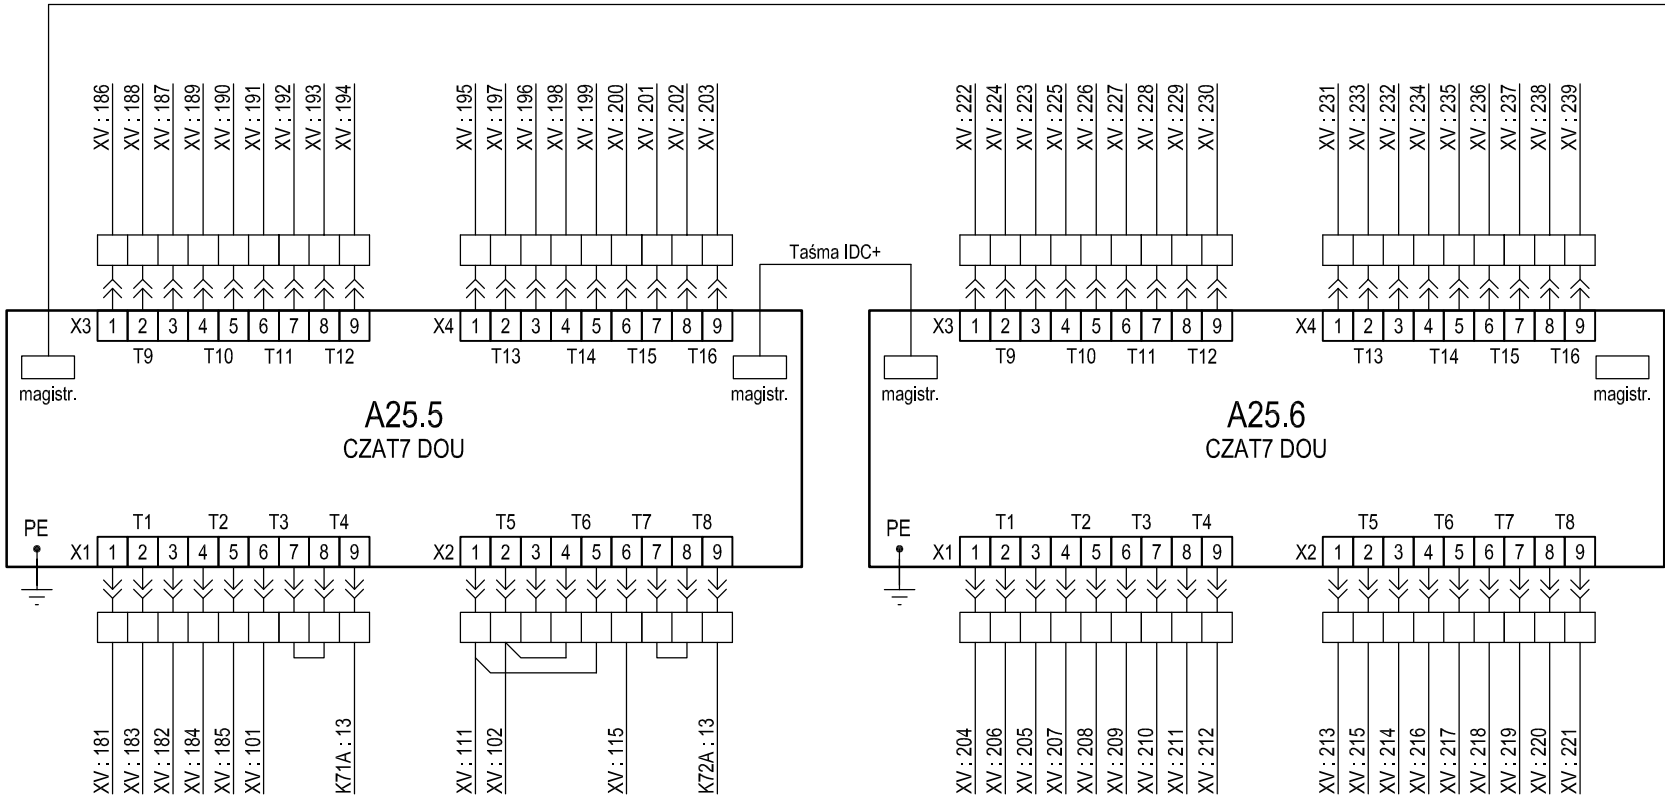 XV : 186 XV : 188 XV : 187 XV : 189 XV : 190 XV : 191 XV : 192 XV : 193 XV : 194 XV : 195 XV : 197 XV : 196 XV : 198 XV : 199 XV : 200 XV : 201 XV : 202 XV : 203 XV : 222 XV : 224 XV : 223 XV : 225 XV : 226 XV : 227 XV : 228 XV : 229 XV : 230 XV : 231 XV : 233 XV : 232 XV : 234 XV : 235 XV : 236 XV : 237 XV : 238 XV : 239
Taśma IDC+
X3 1 2 3 4 5 6 7 8 9 X4 1 2 3 4 5 6 7 8 9 X3 1 2 3 4 5 6 7 8 9 X4 1 2 3 4 5 6 7 8 9
T9 T10 T11 T12 T13 T14 T15 T16 T9 T10 T11 T12 T13 T14 T15 T16
magistr. magistr. magistr. magistr.
A25.5 A25.6
CZAT7 DOU CZAT7 DOU
PE T1 T2 T3 T4 T5 T6 T7 T8 PE T1 T2 T3 T4 T5 T6 T7 T8
X1 1 2 3 4 5 6 7 8 9 X2 1 2 3 4 5 6 7 8 9 X1 1 2 3 4 5 6 7 8 9 X2 1 2 3 4 5 6 7 8 9
XV : 181 XV : 183 XV : 182 XV : 184 XV : 185 XV : 101 K71A : 13 XV : 111 XV : 102 XV : 115 K72A : 13 XV : 204 XV : 206 XV : 205 XV : 207 XV : 208 XV : 209 XV : 210 XV : 211 XV : 212 XV : 213 XV : 215 XV : 214 XV : 216 XV : 217 XV : 218 XV : 219 XV : 220 XV : 221